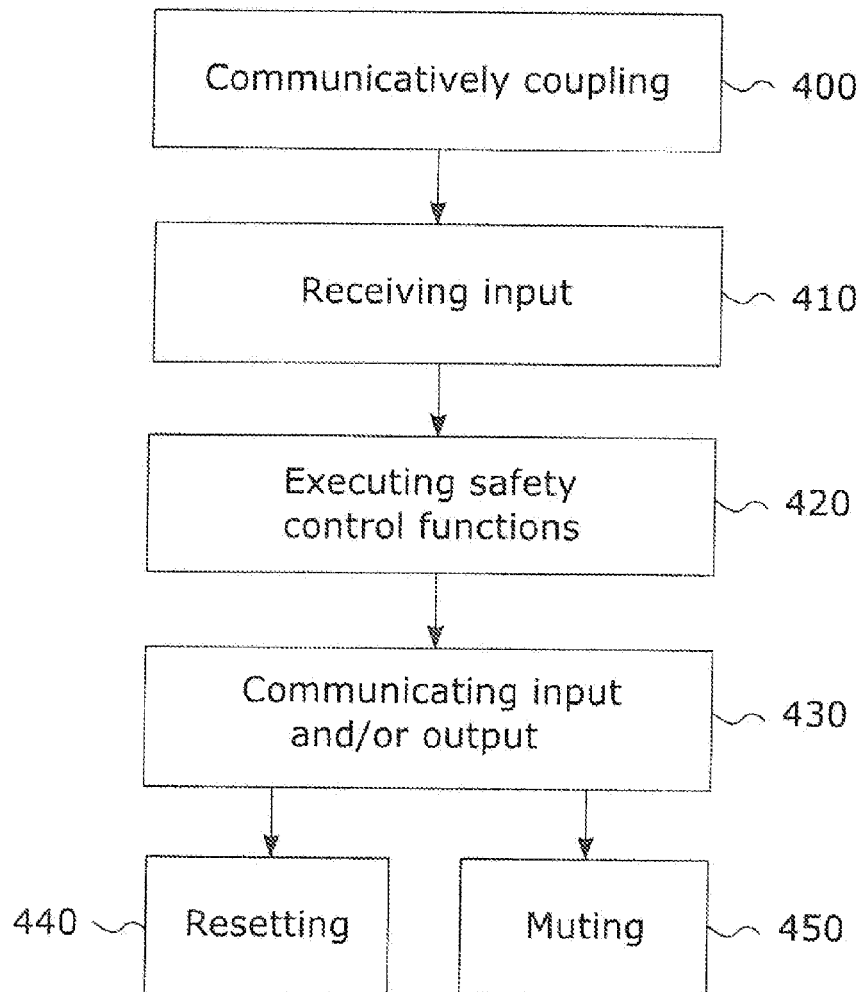 Communicatively coupling
400
Receiving input
410
Executing safety
control functions
420
Communicating input
and/or output
430
440
Resetting
Muting
450